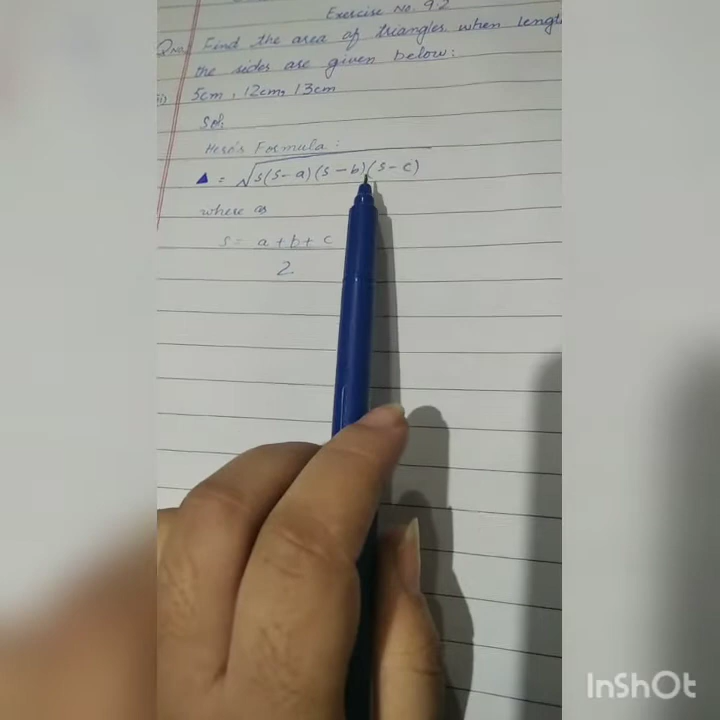 Exercise No. 9.2
Find the area of triangles when
the sides are given below:
5cm, 12cm, 13cm
Sol:
Hero's Formula:
▲ = √s(s-a)(s-b)(s-c)
where as
s = a+b+c
2
InShOt